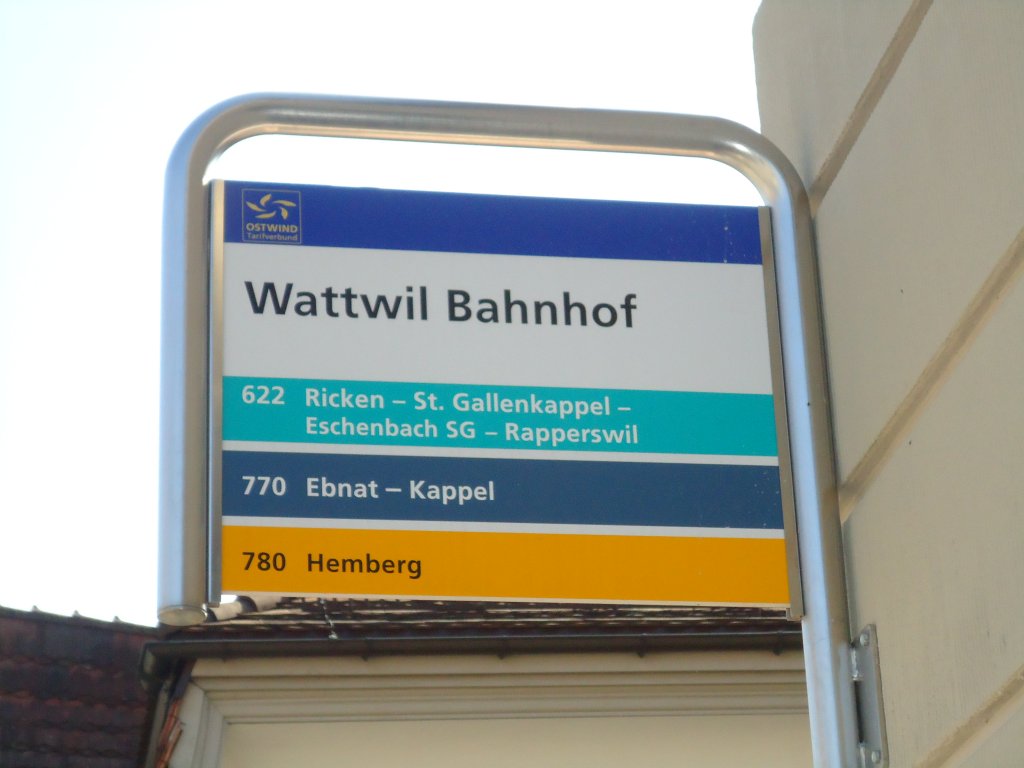 OSTWIND
Tarifverbund
Wattwil Bahnhof
622 Ricken – St. Gallenkappel –
Eschenbach SG – Rapperswil
770 Ebnat – Kappel
780 Hemberg